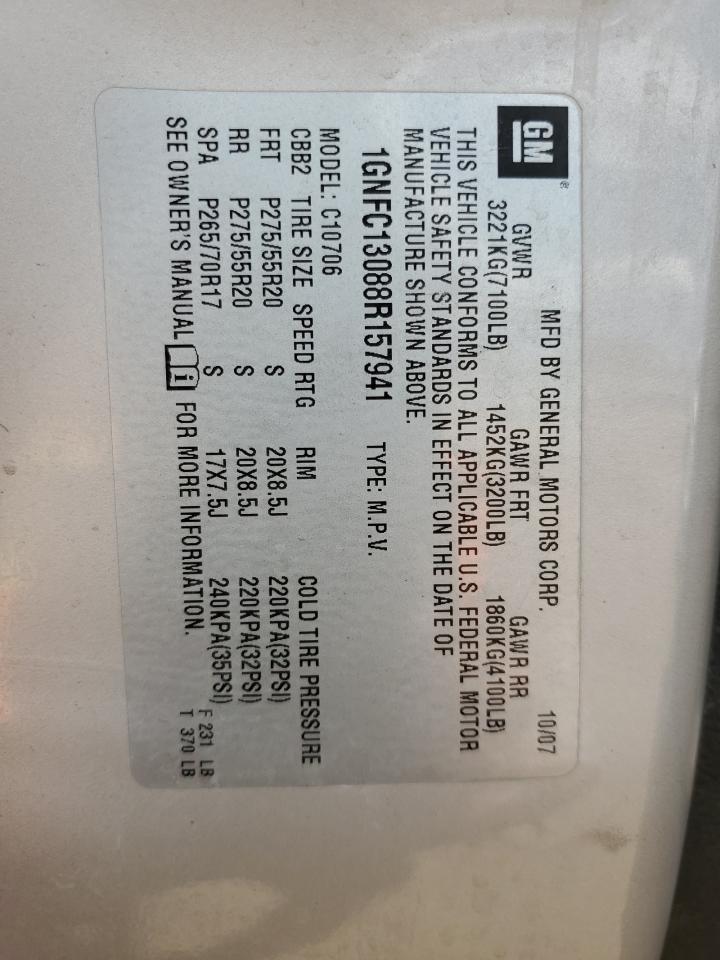 GM®
MFD BY GENERAL MOTORS CORP. 10/07
GVWR GAWR FRT GAWR RR
3221KG(7100LB) 1452KG(3200LB) 1860KG(4100LB)
THIS VEHICLE CONFORMS TO ALL APPLICABLE U.S. FEDERAL MOTOR
VEHICLE SAFETY STANDARDS IN EFFECT ON THE DATE OF
MANUFACTURE SHOWN ABOVE.
1GNFC13088R157941 TYPE: M.P.V.
MODEL: C10706
CBB2 TIRE SIZE SPEED RTG RIM COLD TIRE PRESSURE
FRT P275/55R20 S 20X8.5J 220KPA(32PSI)
RR P275/55R20 S 20X8.5J 220KPA(32PSI)
SPA P265/70R17 S 17X7.5J 240KPA(35PSI)
SEE OWNER'S MANUAL i FOR MORE INFORMATION.
F 231 LB
T 370 LB